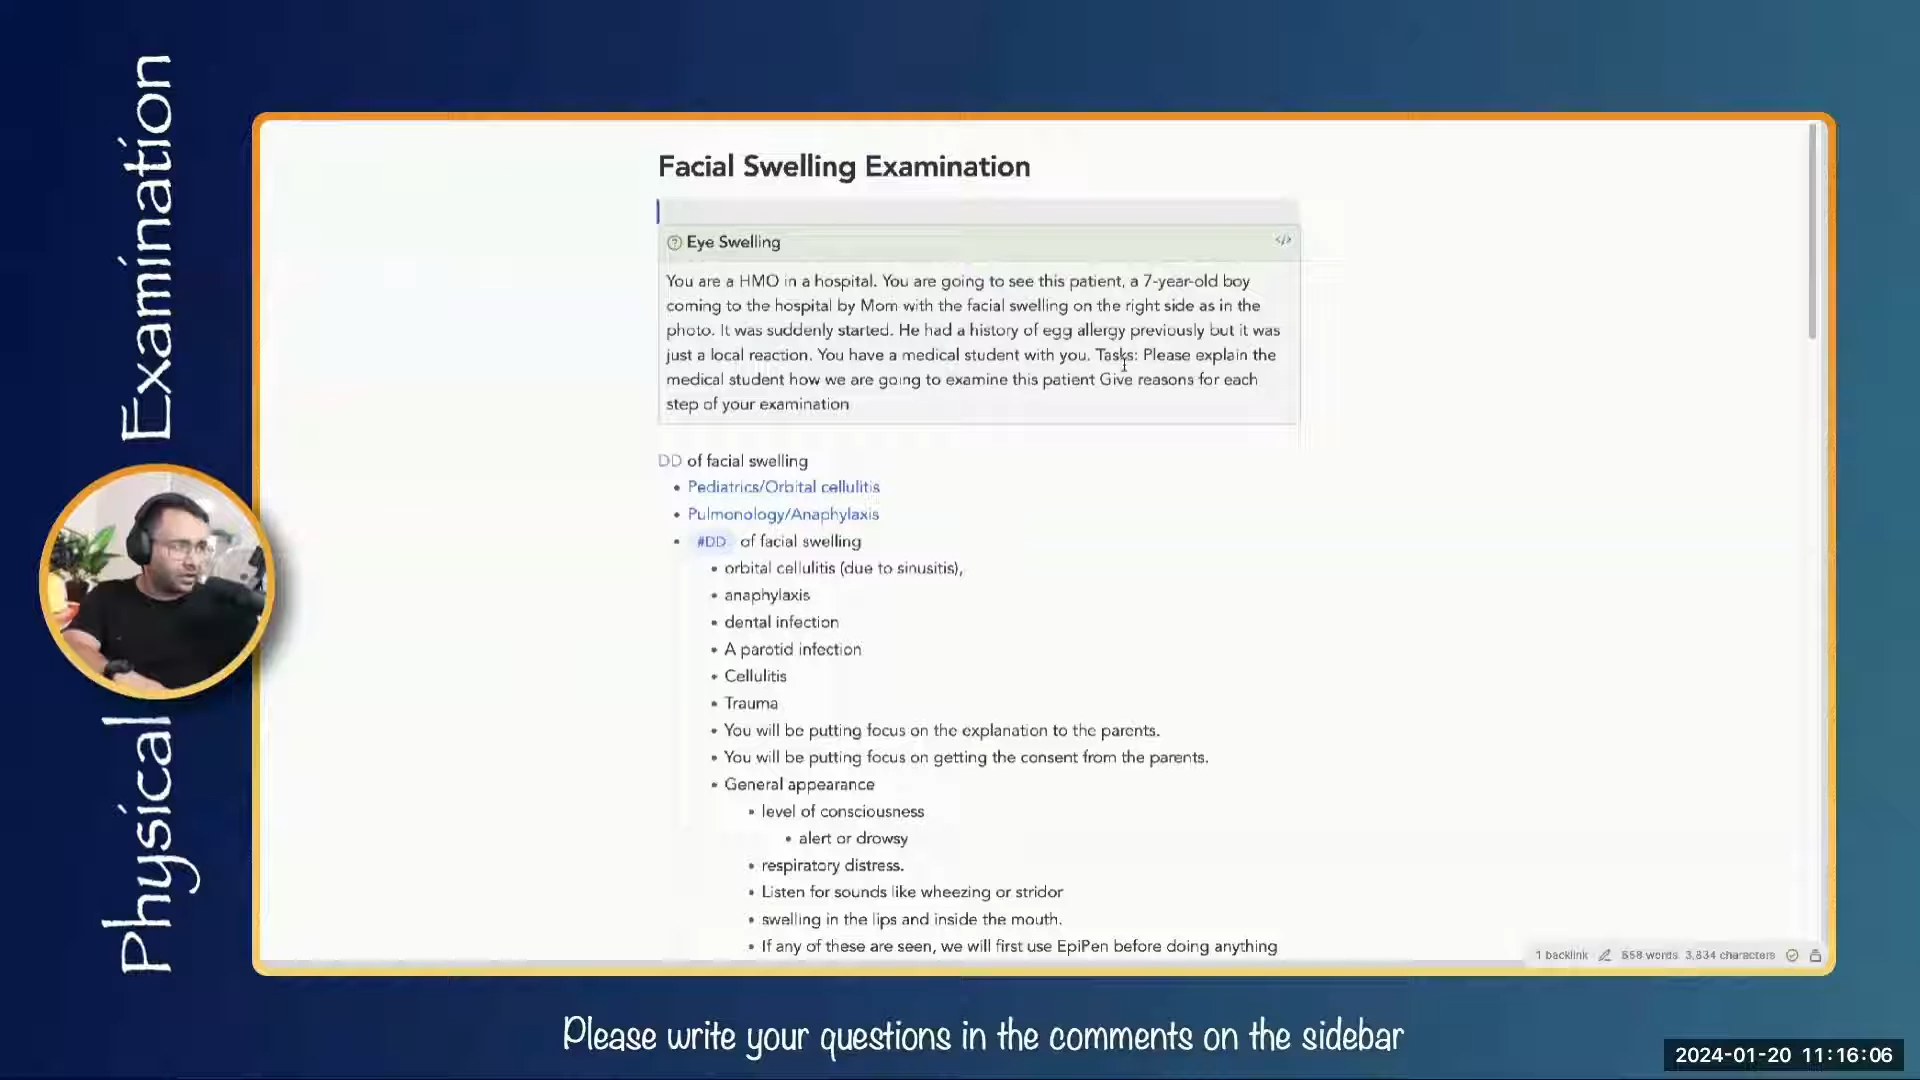 Physical Examination
Facial Swelling Examination
Eye Swelling
You are a HMO in a hospital. You are going to see this patient, a 7-year-old boy
coming to the hospital by Mom with the facial swelling on the right side as in the
photo. It was suddenly started. He had a history of egg allergy previously but it was
just a local reaction. You have a medical student with you. Tasks: Please explain the
medical student how we are going to examine this patient Give reasons for each
step of your examination
DD of facial swelling
• Pediatrics/Orbital cellulitis
• Pulmonology/Anaphylaxis
• #DD of facial swelling
• orbital cellulitis (due to sinusitis),
• anaphylaxis
• dental infection
• A parotid infection
• Cellulitis
• Trauma
• You will be putting focus on the explanation to the parents.
• You will be putting focus on getting the consent from the parents.
• General appearance
• level of consciousness
• alert or drowsy
• respiratory distress.
• Listen for sounds like wheezing or stridor
• swelling in the lips and inside the mouth.
• If any of these are seen, we will first use EpiPen before doing anything
1 backlink 558 words 3,834 characters
Please write your questions in the comments on the sidebar
2024-01-20 11:16:06